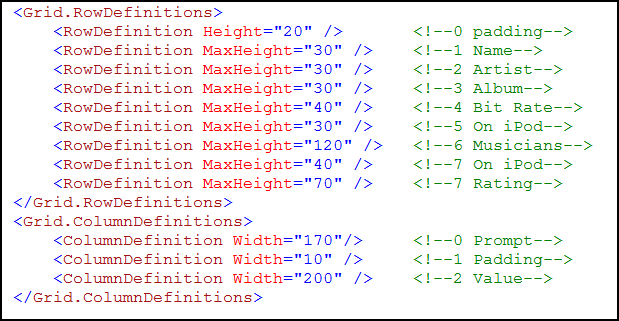 <Grid.RowDefinitions>
    <RowDefinition Height="20" />       <!--0 padding-->
    <RowDefinition MaxHeight="30" />    <!--1 Name-->
    <RowDefinition MaxHeight="30" />    <!--2 Artist-->
    <RowDefinition MaxHeight="30" />    <!--3 Album-->
    <RowDefinition MaxHeight="40" />    <!--4 Bit Rate-->
    <RowDefinition MaxHeight="30" />    <!--5 On iPod-->
    <RowDefinition MaxHeight="120" />   <!--6 Musicians-->
    <RowDefinition MaxHeight="40" />    <!--7 On iPod-->
    <RowDefinition MaxHeight="70" />    <!--7 Rating-->
</Grid.RowDefinitions>
<Grid.ColumnDefinitions>
    <ColumnDefinition Width="170"/>     <!--0 Prompt-->
    <ColumnDefinition Width="10" />     <!--1 Padding-->
    <ColumnDefinition Width="200" />    <!--2 Value-->
</Grid.ColumnDefinitions>